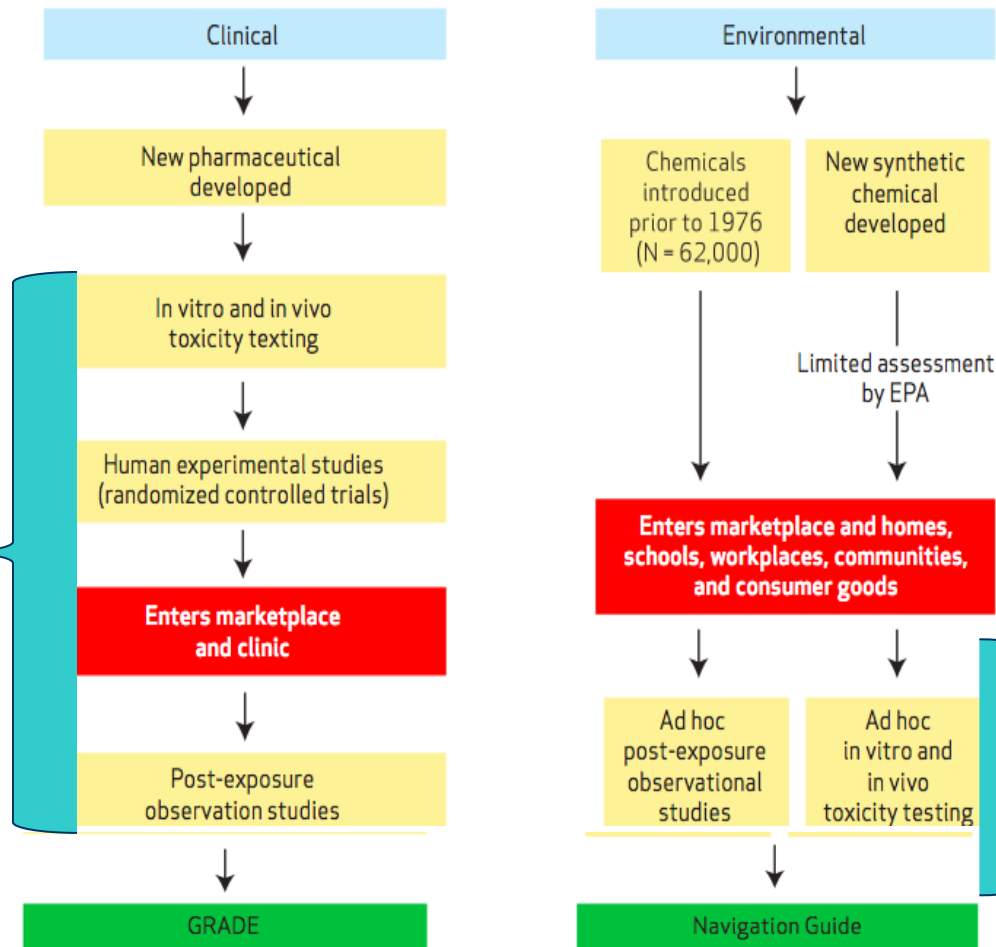 Clinical
New pharmaceutical
developed
In vitro and in vivo
toxicity texting
Human experimental studies
(randomized controlled trials)
Enters marketplace
and clinic
Post-exposure
observation studies
GRADE
Environmental
Chemicals
introduced
prior to 1976
(N = 62,000)
New synthetic
chemical
developed
Limited assessment
by EPA
Enters marketplace and homes,
schools, workplaces, communities,
and consumer goods
Ad hoc
post-exposure
observational
studies
Ad hoc
in vitro and
in vivo
toxicity testing
Navigation Guide